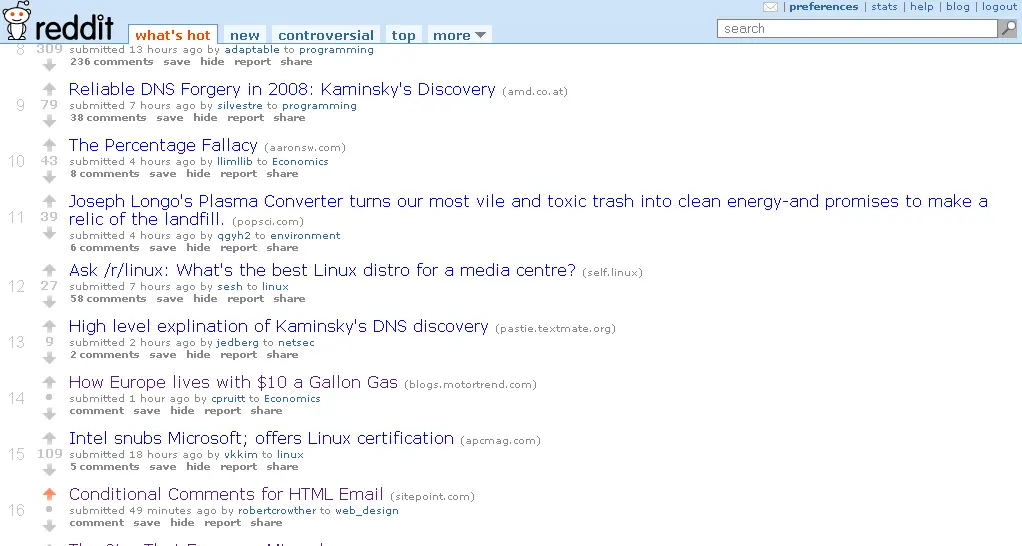 preferences | stats | help | blog | logout
reddit what's hot new controversial top more search
8 309 submitted 13 hours ago by adaptable to programming
236 comments save hide report share
Reliable DNS Forgery in 2008: Kaminsky's Discovery (amd.co.at)
9 79 submitted 7 hours ago by silvestre to programming
38 comments save hide report share
The Percentage Fallacy (aaronsw.com)
10 43 submitted 4 hours ago by llimllib to Economics
8 comments save hide report share
Joseph Longo's Plasma Converter turns our most vile and toxic trash into clean energy-and promises to make a
11 39 relic of the landfill. (popsci.com)
submitted 4 hours ago by qgyh2 to environment
6 comments save hide report share
Ask /r/linux: What's the best Linux distro for a media centre? (self.linux)
12 27 submitted 7 hours ago by sesh to linux
58 comments save hide report share
High level explination of Kaminsky's DNS discovery (pastie.textmate.org)
13 9 submitted 2 hours ago by jedberg to netsec
2 comments save hide report share
How Europe lives with $10 a Gallon Gas (blogs.motortrend.com)
14 • submitted 1 hour ago by cpruitt to Economics
comment save hide report share
Intel snubs Microsoft; offers Linux certification (apcmag.com)
15 109 submitted 18 hours ago by vkkim to linux
5 comments save hide report share
Conditional Comments for HTML Email (sitepoint.com)
16 • submitted 49 minutes ago by robertcrowther to web_design
comment save hide report share